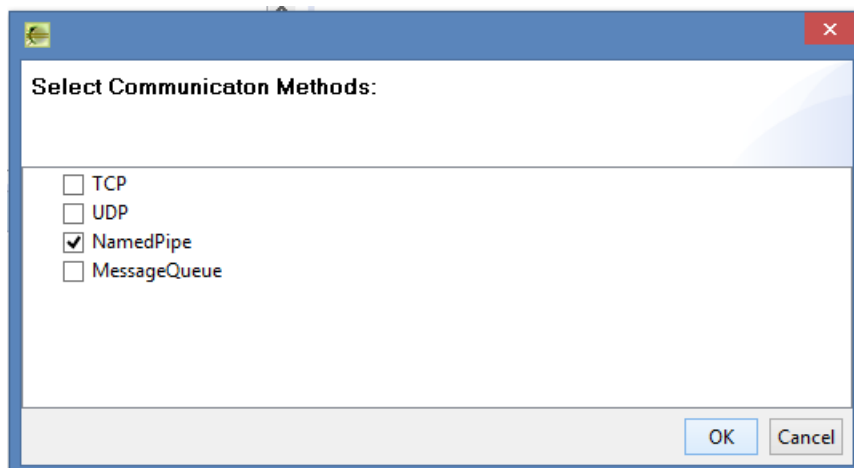 Select Communicaton Methods:
TCP
UDP
NamedPipe
MessageQueue
OK Cancel